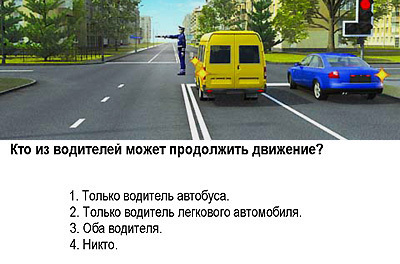 Кто из водителей может продолжить движение?
1. Только водитель автобуса.
2. Только водитель легкового автомобиля.
3. Оба водителя.
4. Никто.